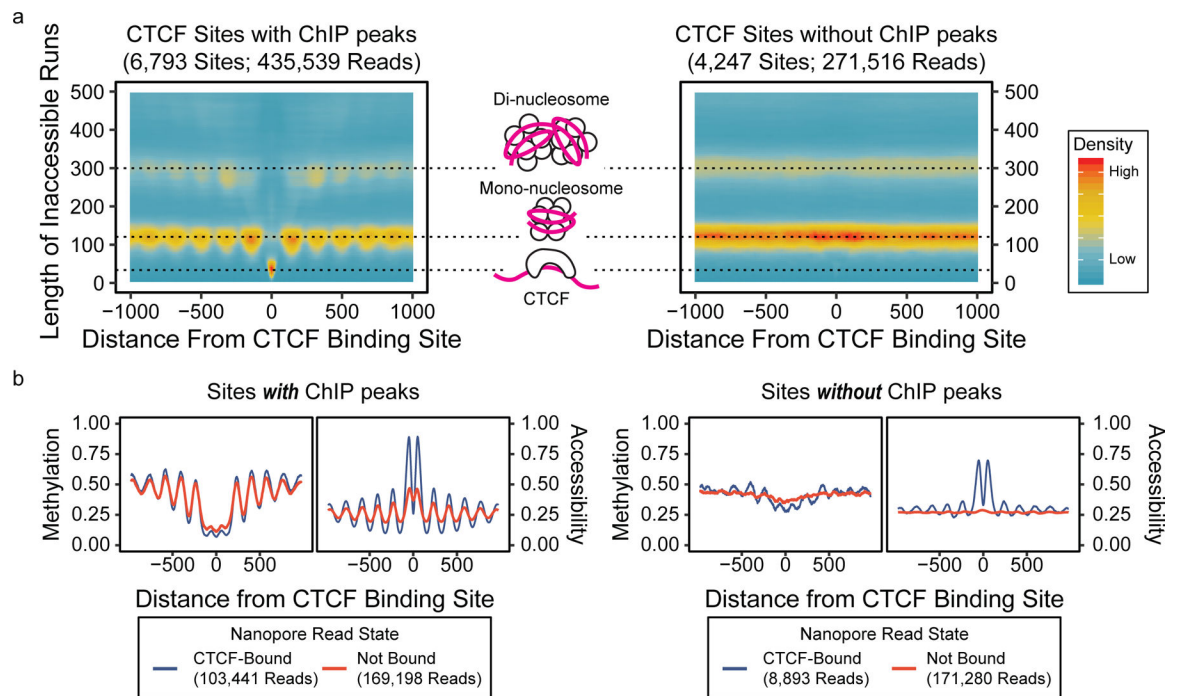 a
CTCF Sites with ChIP peaks
(6,793 Sites; 435,539 Reads)
Length of Inaccessible Runs
500
400
300
200
100
0
−1000 −500 0 500 1000
Distance From CTCF Binding Site
Di-nucleosome
Mono-nucleosome
CTCF
CTCF Sites without ChIP peaks
(4,247 Sites; 271,516 Reads)
500
400
300
200
100
0
−1000 −500 0 500 1000
Distance From CTCF Binding Site
Density
High
Low
b
Sites with ChIP peaks
Methylation
1.00
0.75
0.50
0.25
0.00
−500 0 500
−500 0 500
1.00
0.75
0.50
0.25
0.00
Accessibility
Distance from CTCF Binding Site
Nanopore Read State
CTCF-Bound Not Bound
(103,441 Reads) (169,198 Reads)
Sites without ChIP peaks
Methylation
1.00
0.75
0.50
0.25
0.00
−500 0 500
−500 0 500
1.00
0.75
0.50
0.25
0.00
Accessibility
Distance from CTCF Binding Site
Nanopore Read State
CTCF-Bound Not Bound
(8,893 Reads) (171,280 Reads)